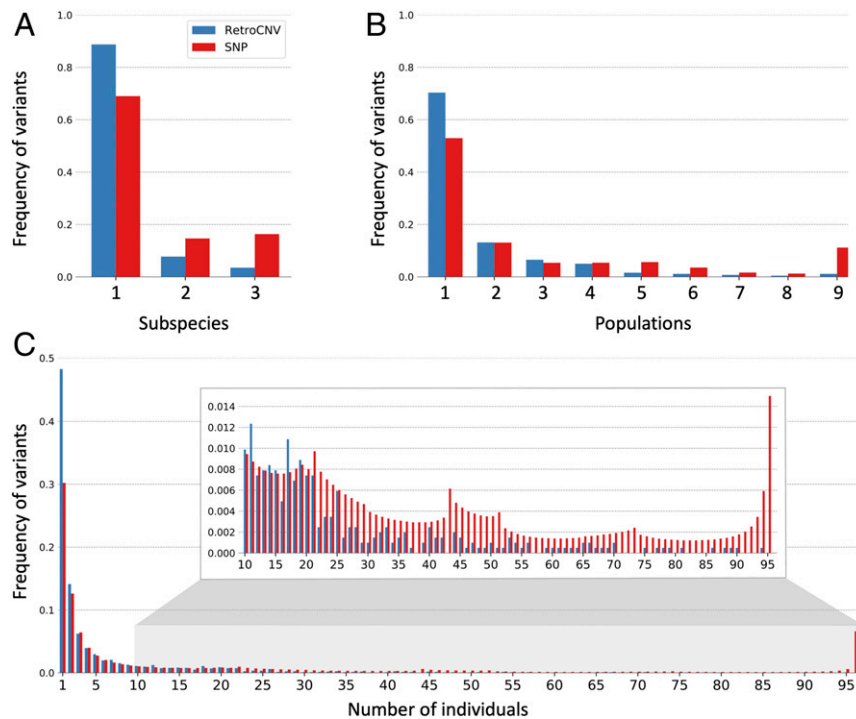 A
Frequency of variants
1.0
0.8
0.6
0.4
0.2
0.0
RetroCNV
SNP
1 2 3
Subspecies
B
Frequency of variants
1.0
0.8
0.6
0.4
0.2
0.0
1 2 3 4 5 6 7 8 9
Populations
C
Frequency of variants
0.5
0.4
0.3
0.2
0.1
0.0
0.014
0.012
0.010
0.008
0.006
0.004
0.002
0.000
10 15 20 25 30 35 40 45 50 55 60 65 70 75 80 85 90 95
1 5 10 15 20 25 30 35 40 45 50 55 60 65 70 75 80 85 90 95
Number of individuals